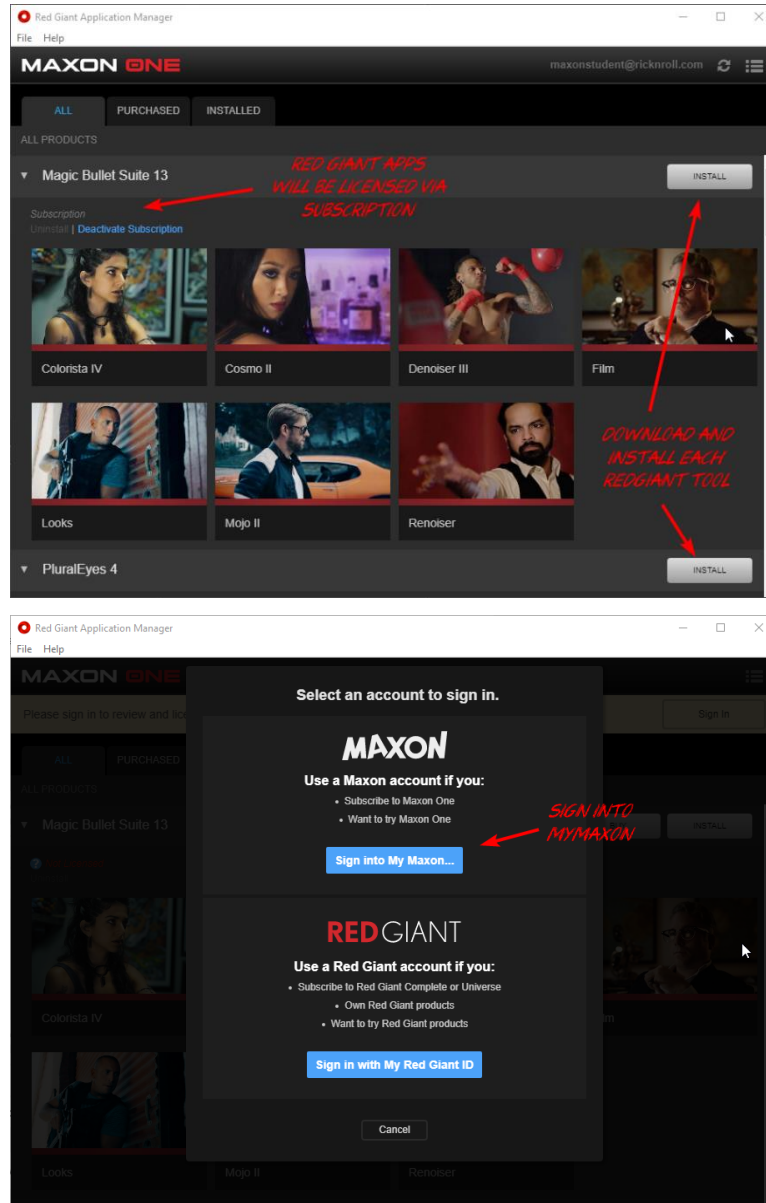 Red Giant Application Manager
File Help
MAXON ONE
maxonstudent@ricknroll.com
ALL PURCHASED INSTALLED
ALL PRODUCTS
Magic Bullet Suite 13
INSTALL
RED GIANT APPS
WILL BE LICENSED VIA
SUBSCRIPTION
Subscription
Uninstall | Deactivate Subscription
Colorista IV
Cosmo II
Denoiser III
Film
DOWNLOAD AND
INSTALL EACH
REDGIANT TOOL
Looks
Mojo II
Renoiser
PluralEyes 4
INSTALL
Red Giant Application Manager
File Help
MAXON ONE
Please sign in to review and
Sign In
ALL PURCHASED
ALL PRODUCTS
Magic Bullet Suite 13
INSTALL
Select an account to sign in.
MAXON
Use a Maxon account if you:
• Subscribe to Maxon One
• Want to try Maxon One
Sign into My Maxon...
SIGN INTO
MYMAXON
REDGIANT
Use a Red Giant account if you:
• Subscribe to Red Giant Complete or Universe
• Own Red Giant products
• Want to try Red Giant products
Sign in with My Red Giant ID
Cancel
Colorista IV
Looks
Mojo II
Renoiser